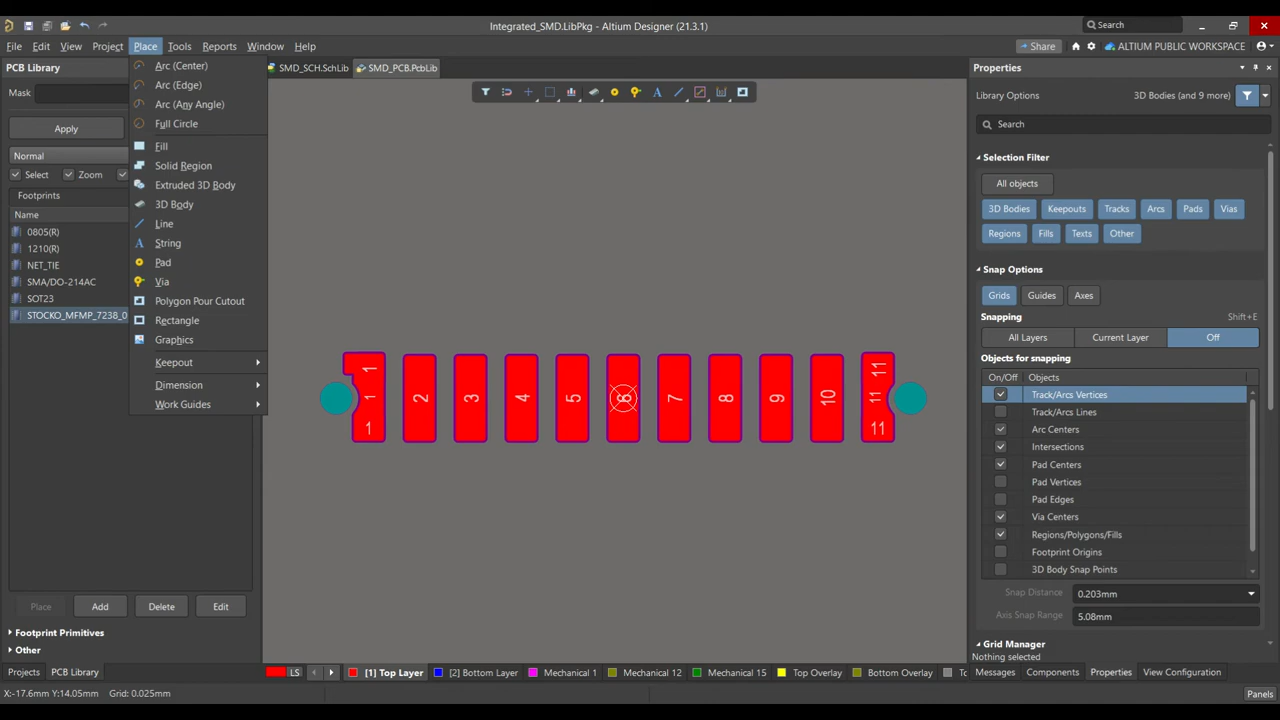 Integrated_SMD.LibPkg - Altium Designer (21.3.1)
Search
File Edit View Project Place Tools Reports Window Help
Share
ALTIUM PUBLIC WORKSPACE
PCB Library
Mask
Apply
Normal
Select Zoom
Footprints
Name
0805(R)
1210(R)
NET_TIE
SMA/DO-214AC
SOT23
STOCKO_MFMP_7238_0
Place Add Delete Edit
Footprint Primitives
Other
Projects PCB Library
Arc (Center)
Arc (Edge)
Arc (Any Angle)
Full Circle
Fill
Solid Region
Extruded 3D Body
3D Body
Line
String
Pad
Via
Polygon Pour Cutout
Rectangle
Graphics
Keepout
Dimension
Work Guides
SMD_SCH.SchLib SMD_PCB.PcbLib
1 11
1 2 3 4 5 6 7 8 9 10 11
1 11
LS [1] Top Layer [2] Bottom Layer Mechanical 1 Mechanical 12 Mechanical 15 Top Overlay Bottom Overlay
Properties
Library Options 3D Bodies (and 9 more)
Search
Selection Filter
All objects
3D Bodies Keepouts Tracks Arcs Pads Vias
Regions Fills Texts Other
Snap Options
Grids Guides Axes
Snapping Shift+E
All Layers Current Layer Off
Objects for snapping
On/Off Objects
Track/Arcs Vertices
Track/Arcs Lines
Arc Centers
Intersections
Pad Centers
Pad Vertices
Pad Edges
Via Centers
Regions/Polygons/Fills
Footprint Origins
3D Body Snap Points
Snap Distance 0.203mm
Axis Snap Range 5.08mm
Grid Manager
Nothing selected
Messages Components Properties View Configuration
X:-17.6mm Y:14.05mm Grid: 0.025mm
Panels